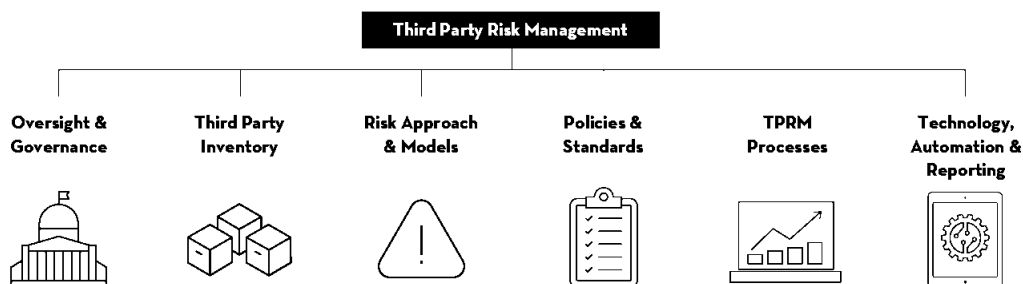 Third Party Risk Management
Oversight &
Governance
Third Party
Inventory
Risk Approach
& Models
Policies &
Standards
TPRM
Processes
Technology,
Automation &
Reporting